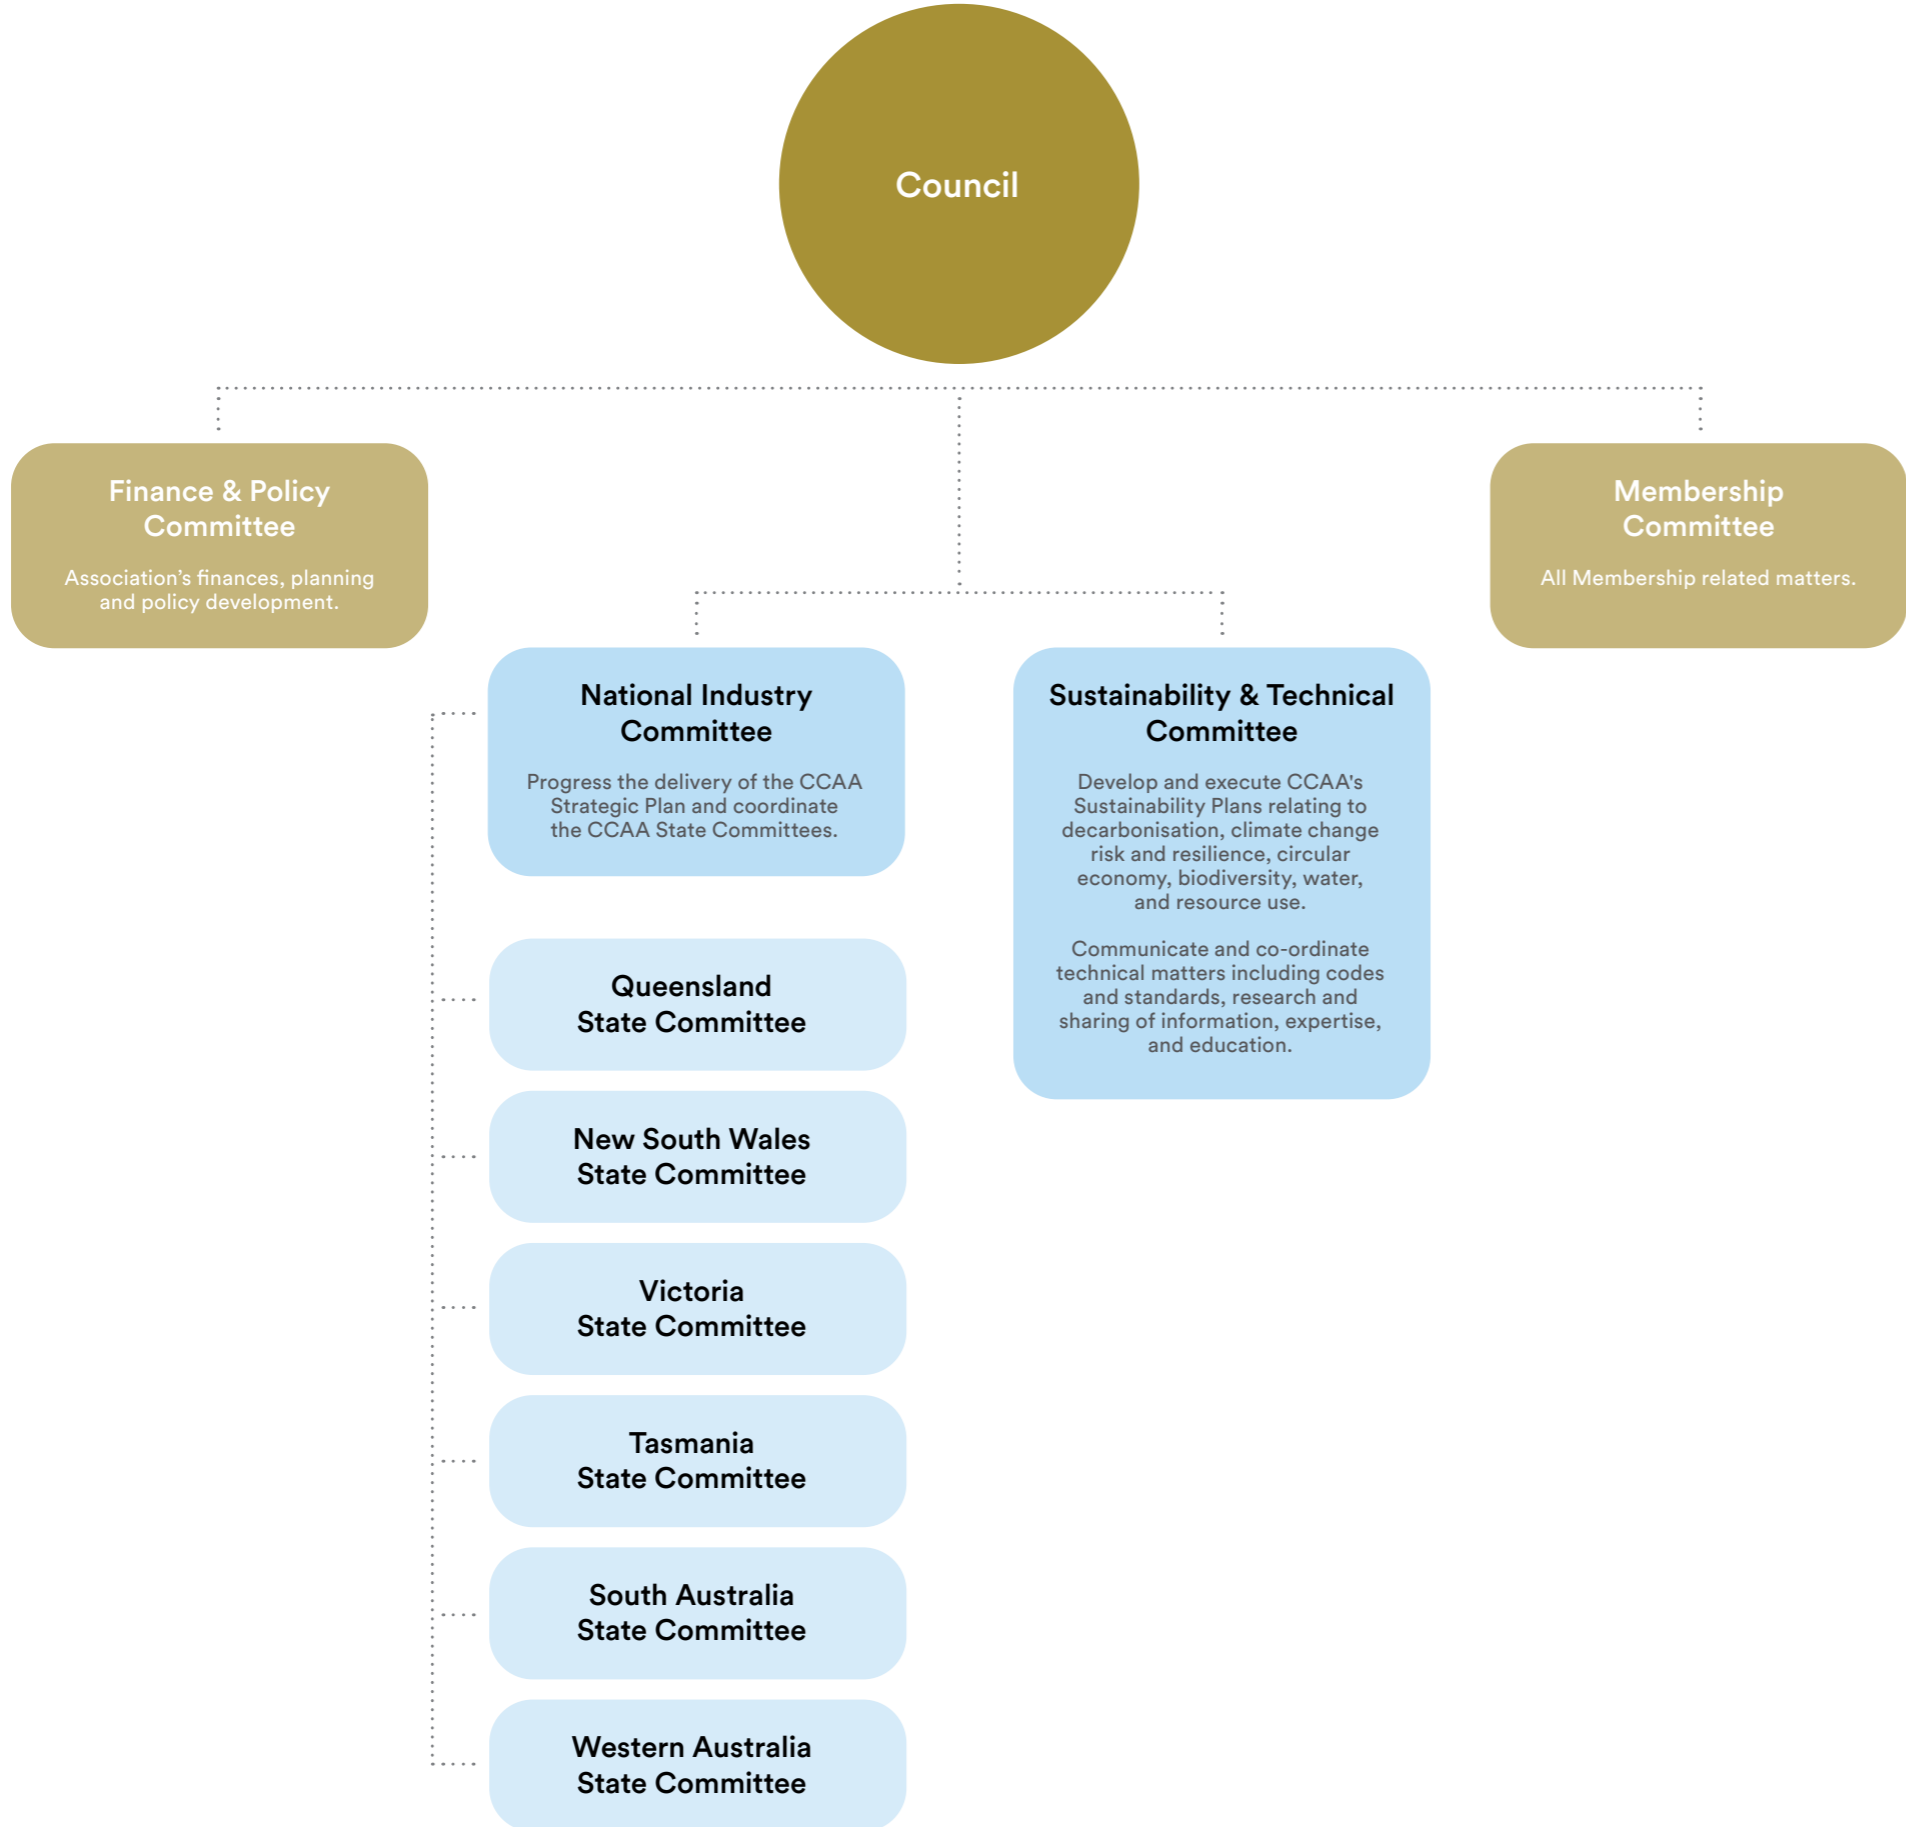 Council
Finance & Policy
Committee
Association’s finances, planning
and policy development.
Membership
Committee
All Membership related matters.
National Industry
Committee
Progress the delivery of the CCAA
Strategic Plan and coordinate
the CCAA State Committees.
Sustainability & Technical
Committee
Develop and execute CCAA's
Sustainability Plans relating to
decarbonisation, climate change
risk and resilience, circular
economy, biodiversity, water,
and resource use.
Communicate and co-ordinate
technical matters including codes
and standards, research and
sharing of information, expertise,
and education.
Queensland
State Committee
New South Wales
State Committee
Victoria
State Committee
Tasmania
State Committee
South Australia
State Committee
Western Australia
State Committee